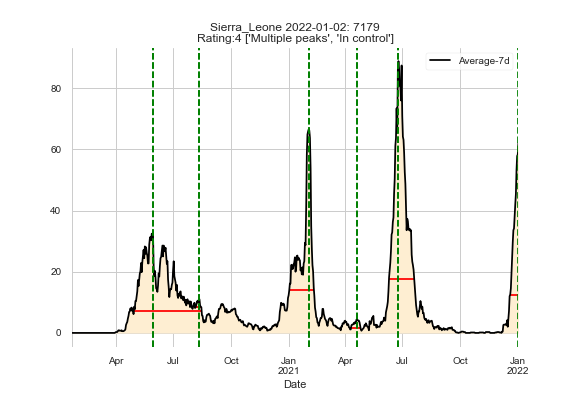 Sierra_Leone 2022-01-02: 7179
Rating:4 ['Multiple peaks', 'In control']
Average-7d
80
60
40
20
0
Apr Jul Oct Jan Apr Jul Oct Jan
2021 2022
Date